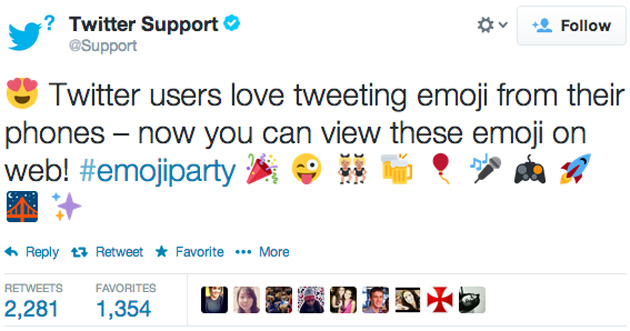 Twitter Support
@Support
Follow
😍 Twitter users love tweeting emoji from their
phones – now you can view these emoji on
web! #emojiparty 🎉 😜 👯 🍻 🎈 🎤 🎮 🚀
🌉 ✨
Reply Retweet Favorite More
RETWEETS FAVORITES
2,281 1,354